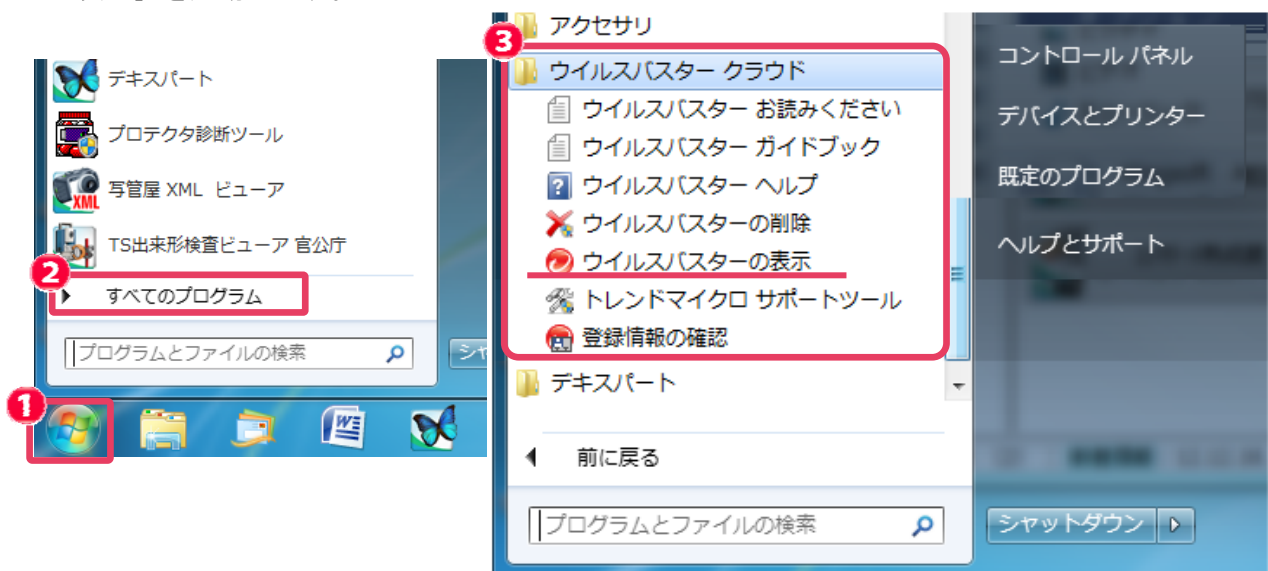 デキスパート
プロテクタ診断ツール
写管屋 XML ビューア
XML
TS出来形検査ビューア 官公庁
2
すべてのプログラム
プログラムとファイルの検索
シャ
1
W
アクセサリ
3
ウイルスバスター クラウド
ウイルスバスター お読みください
ウイルスバスター ガイドブック
ウイルスバスター ヘルプ
ウイルスバスターの削除
ウイルスバスターの表示
トレンドマイクロ サポートツール
登録情報の確認
デキスパート
前に戻る
プログラムとファイルの検索
コントロール パネル
デバイスとプリンター
既定のプログラム
ヘルプとサポート
シャットダウン